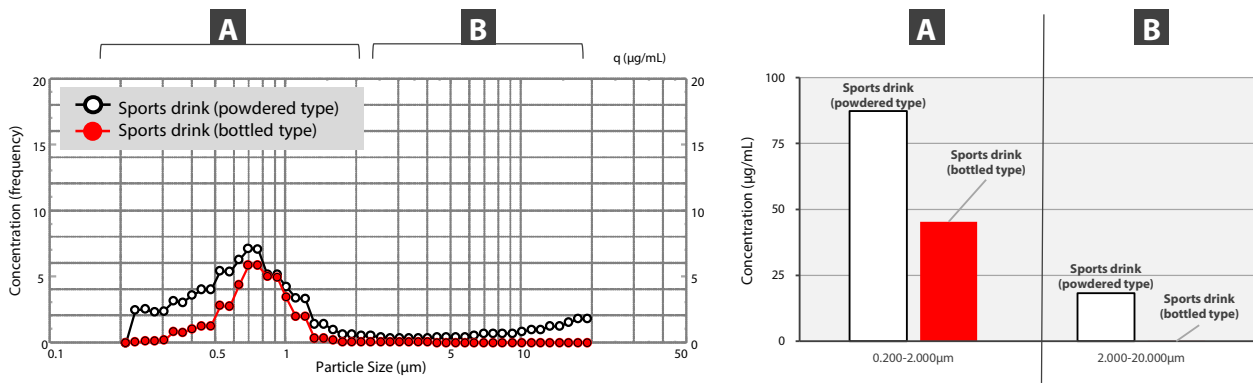 A
B
q (µg/mL)
20
15
10
5
0
Concentration (frequency)
Sports drink (powdered type)
Sports drink (bottled type)
20
15
10
5
0
0.1
0.5
1
5
10
50
Particle Size (µm)
A
B
100
75
50
25
0
Concentration (µg/mL)
Sports drink
(powdered type)
Sports drink
(bottled type)
Sports drink
(powdered type)
Sports drink
(bottled type)
0.200-2.000µm
2.000-20.000µm